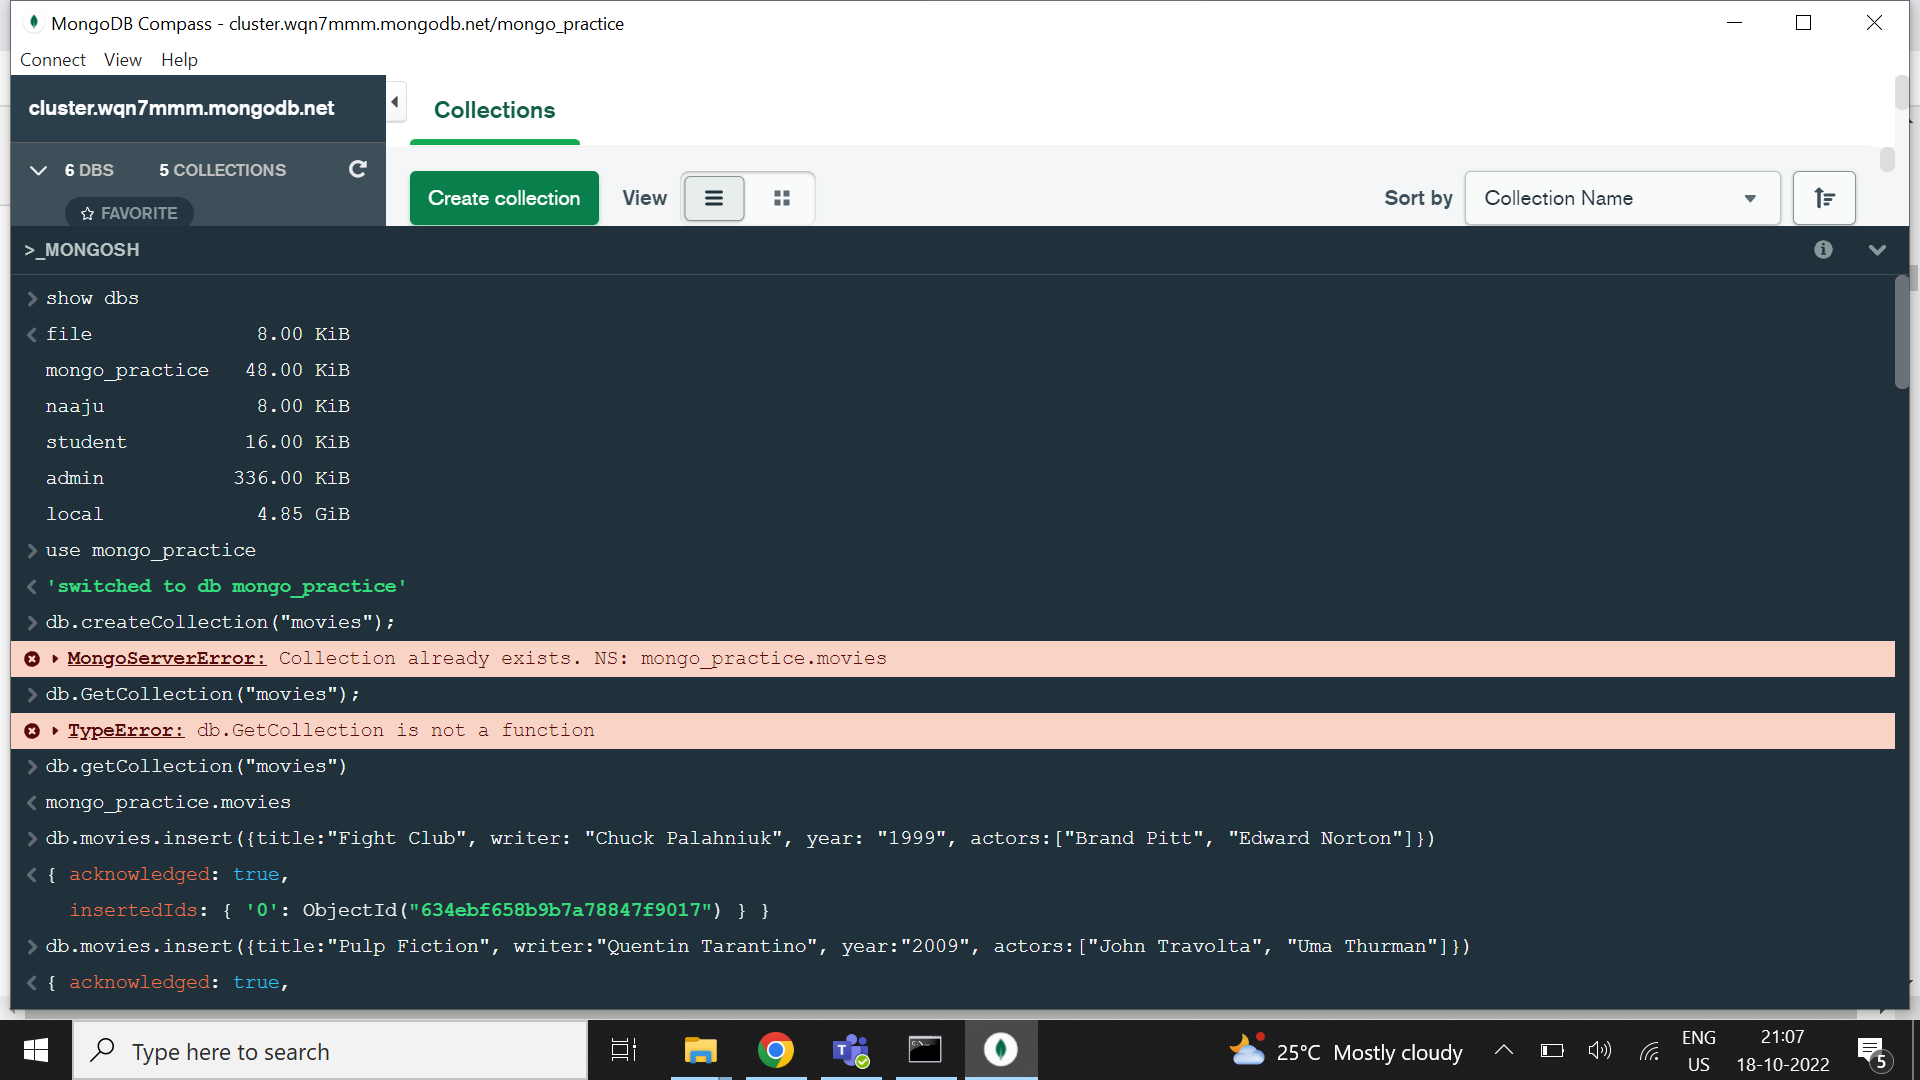 MongoDB Compass - cluster.wqn7mmm.mongodb.net/mongo_practice
Connect View Help
cluster.wqn7mmm.mongodb.net
Collections
6 DBS 5 COLLECTIONS
FAVORITE
Create collection View Sort by Collection Name
>_MONGOSH
show dbs
file 8.00 KiB
mongo_practice 48.00 KiB
naaju 8.00 KiB
student 16.00 KiB
admin 336.00 KiB
local 4.85 GiB
use mongo_practice
'switched to db mongo_practice'
db.createCollection("movies");
MongoServerError: Collection already exists. NS: mongo_practice.movies
db.GetCollection("movies");
TypeError: db.GetCollection is not a function
db.getCollection("movies")
mongo_practice.movies
db.movies.insert({title:"Fight Club", writer: "Chuck Palahniuk", year: "1999", actors:["Brand Pitt", "Edward Norton"]})
{ acknowledged: true,
insertedIds: { '0': ObjectId("634ebf658b9b7a78847f9017") } }
db.movies.insert({title:"Pulp Fiction", writer:"Quentin Tarantino", year:"2009", actors:["John Travolta", "Uma Thurman"]})
{ acknowledged: true,
Type here to search
25°C Mostly cloudy
ENG
US
21:07
18-10-2022
5